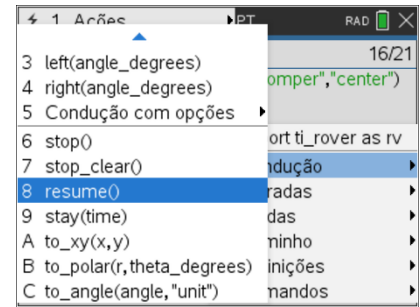 1 Ações
PT
RAD
16/21
3 left(angle_degrees)
4 right(angle_degrees)
omper","center")
5 Condução com opções
6 stop()
ort ti_rover as rv
7 stop_clear()
ndução
8 resume()
radas
9 stay(time)
das
A to_xy(x,y)
minho
B to_polar(r,theta_degrees)
inições
C to_angle(angle,"unit")
mandos